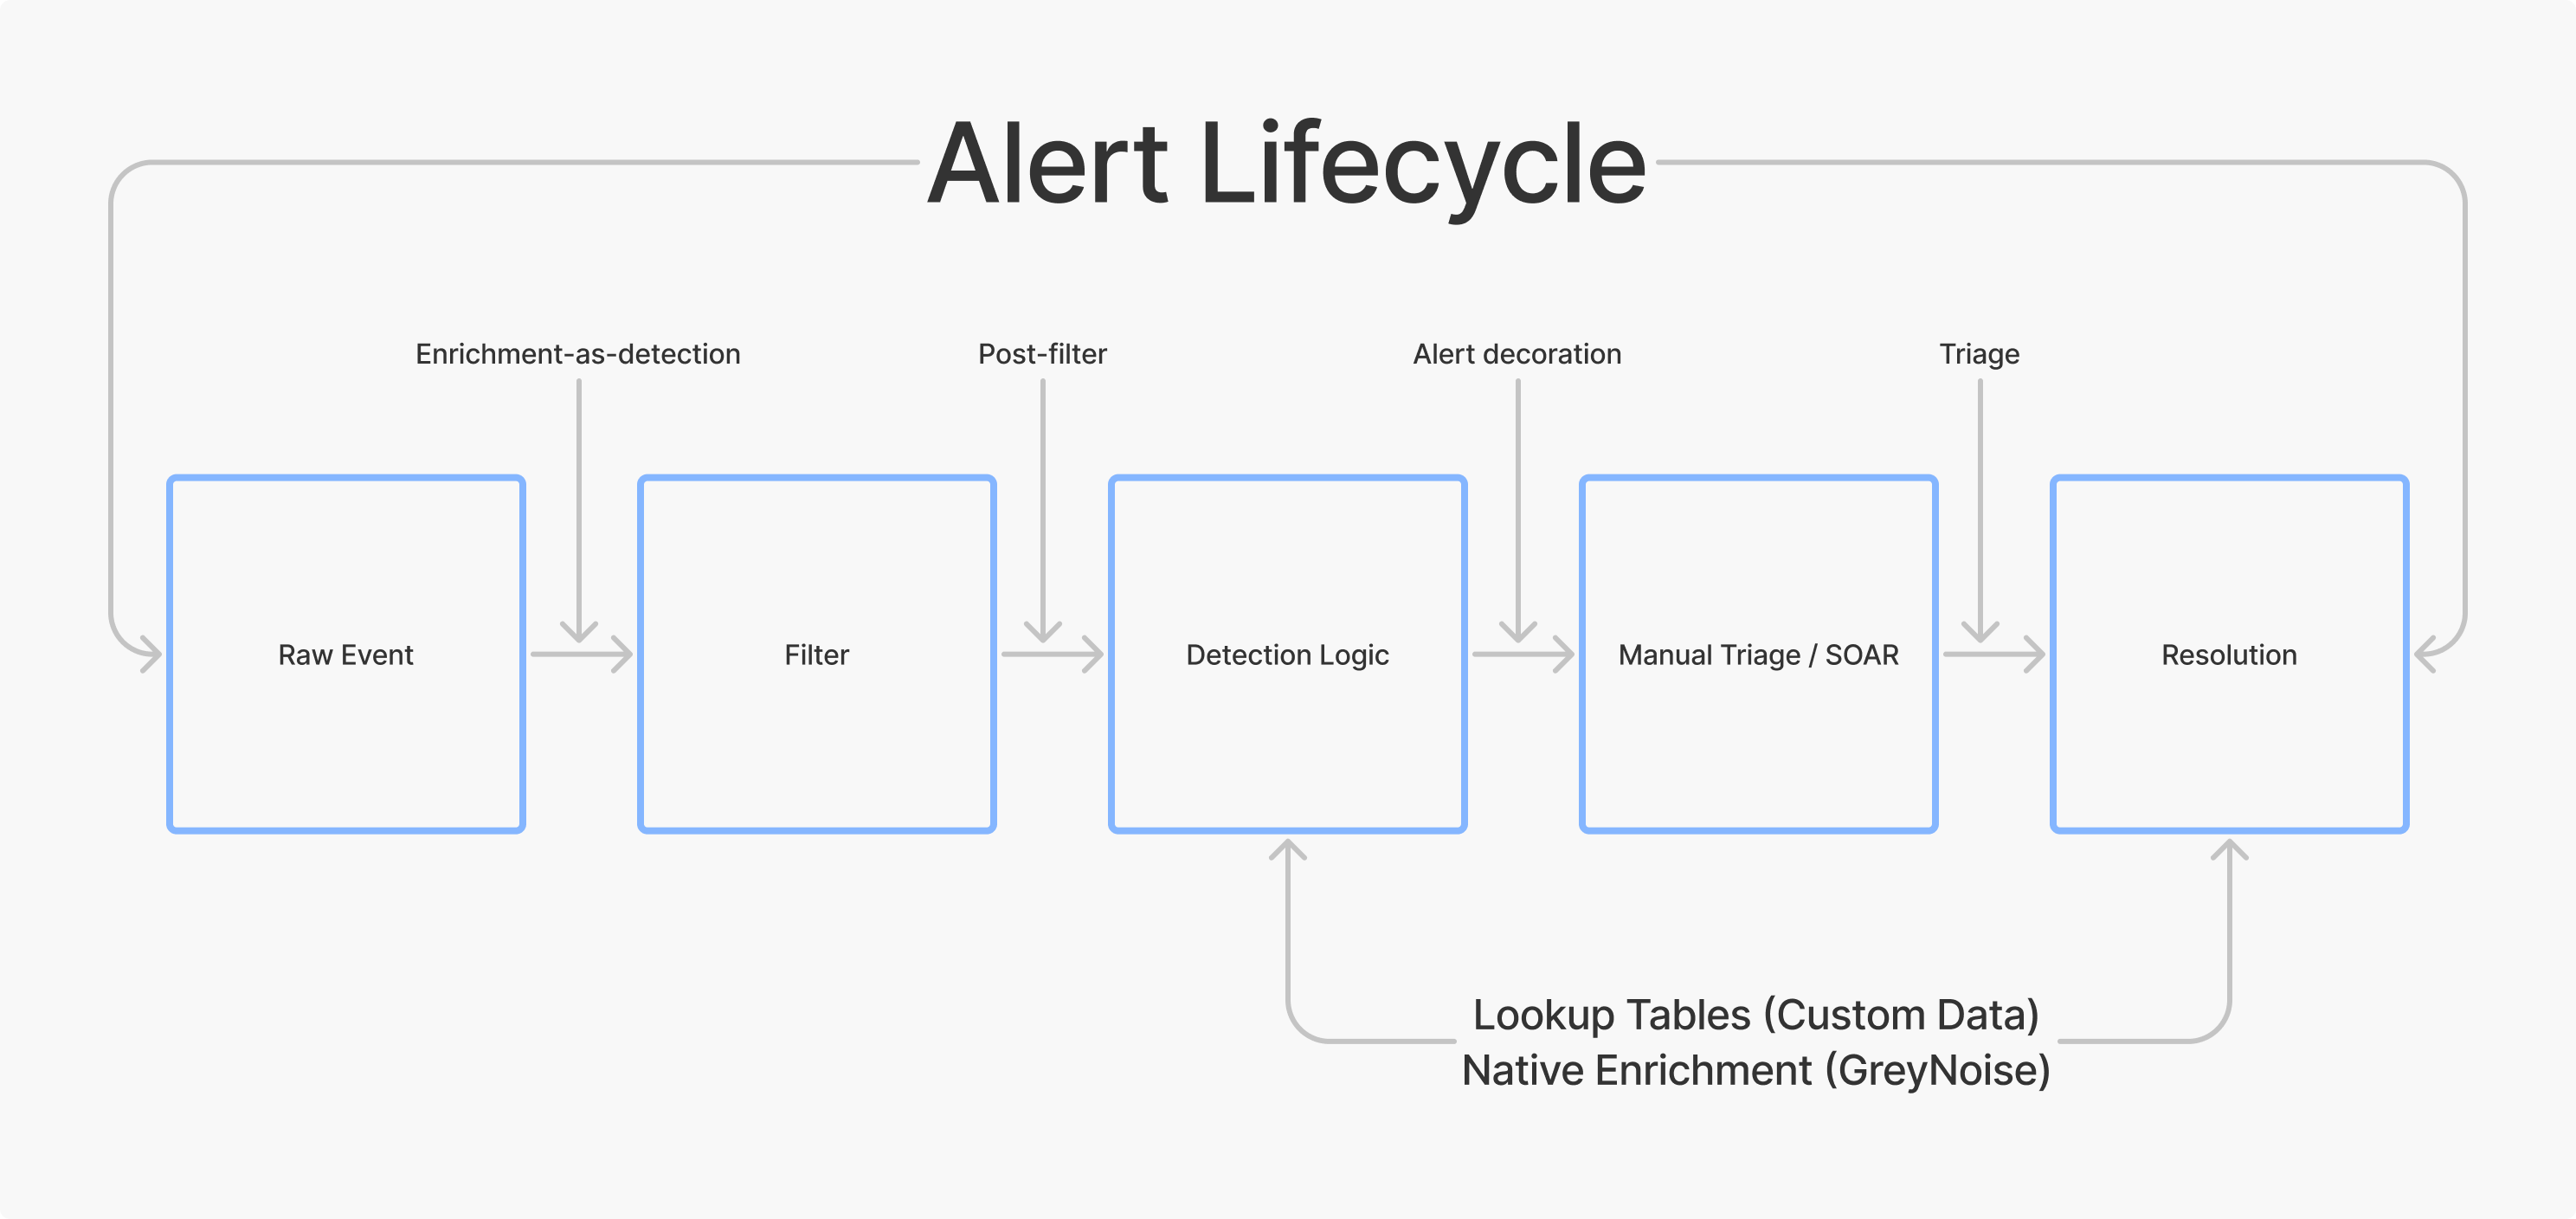 Alert Lifecycle
Enrichment-as-detection
Post-filter
Alert decoration
Triage
Raw Event
Filter
Detection Logic
Manual Triage / SOAR
Resolution
Lookup Tables (Custom Data)
Native Enrichment (GreyNoise)